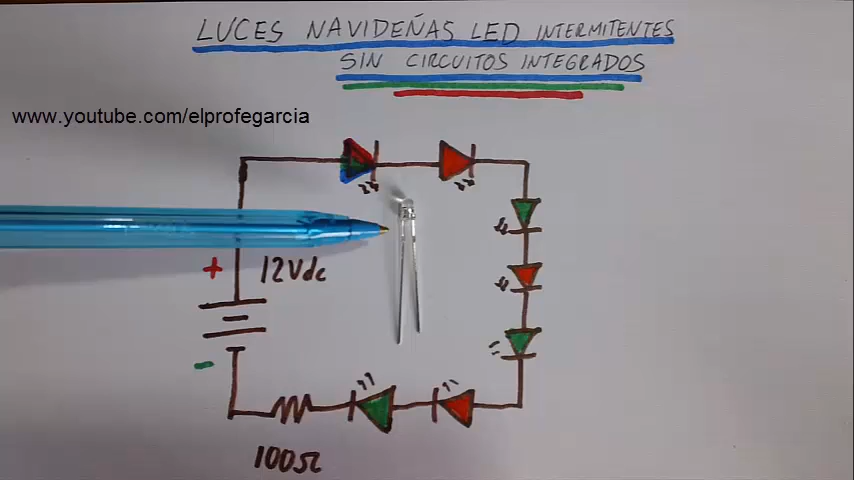 LUCES NAVIDEÑAS LED INTERMITENTES
SIN CIRCUITOS INTEGRADOS
www.youtube.com/elprofegarcia
+
12Vdc
-
100Ω